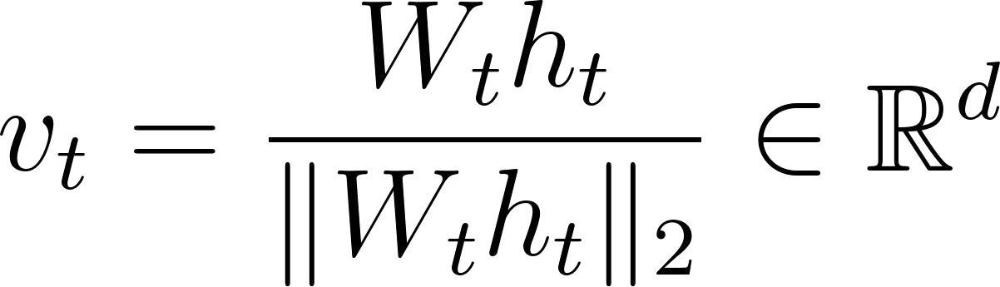 v_t = \frac{W_t h_t}{\|W_t h_t\|_2} \in \mathbb{R}^d